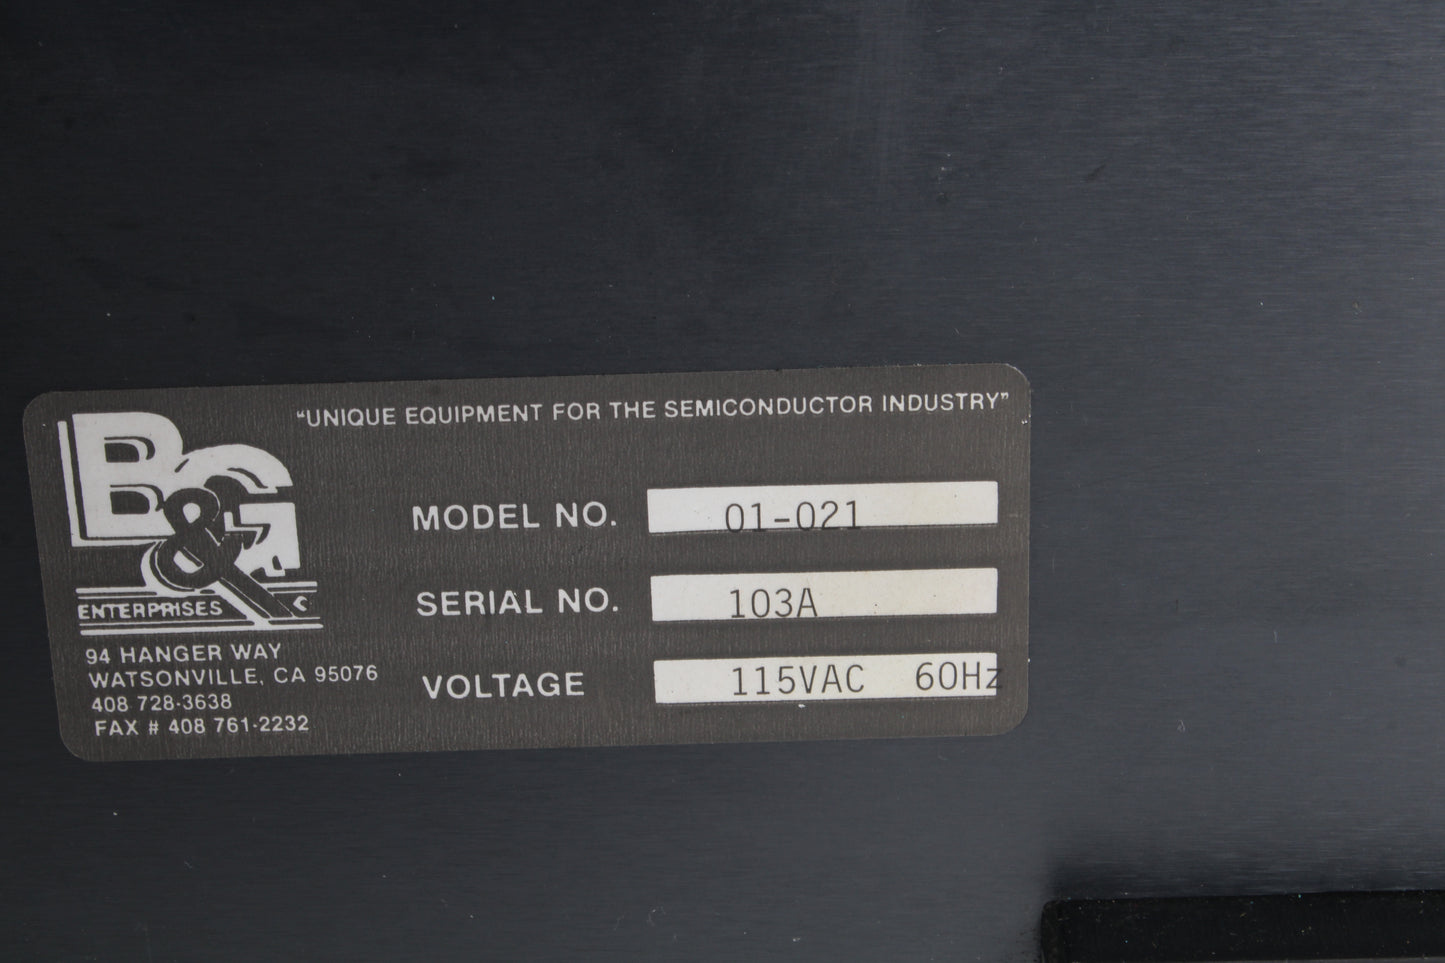 "UNIQUE EQUIPMENT FOR THE SEMICONDUCTOR INDUSTRY"
B&G
ENTERPRISES
94 HANGER WAY
WATSONVILLE, CA 95076
408 728-3638
FAX # 408 761-2232
MODEL NO. 01-021
SERIAL NO. 103A
VOLTAGE 115VAC 60Hz